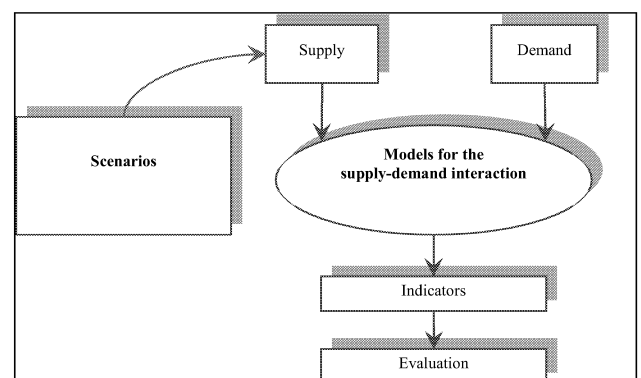 Supply
Demand
Scenarios
Models for the
supply-demand interaction
Indicators
Evaluation